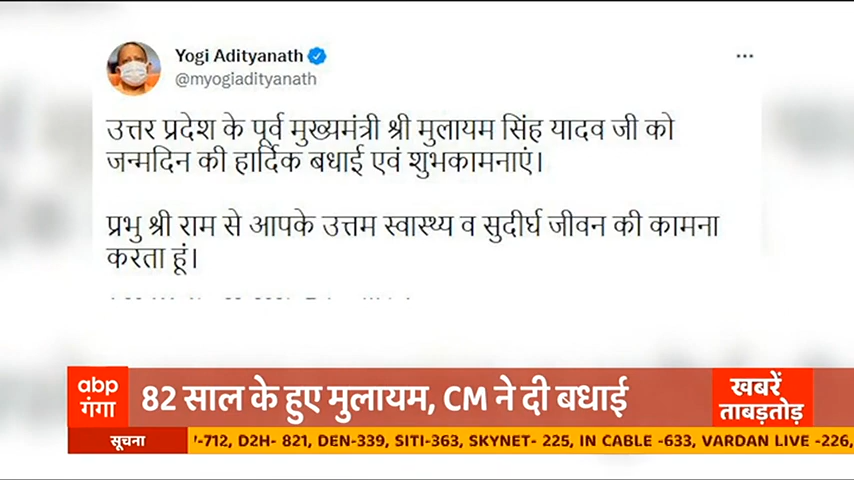 Yogi Adityanath
@myogiadityanath
उत्तर प्रदेश के पूर्व मुख्यमंत्री श्री मुलायम सिंह यादव जी को
जन्मदिन की हार्दिक बधाई एवं शुभकामनाएं।
प्रभु श्री राम से आपके उत्तम स्वास्थ्य व सुदीर्घ जीवन की कामना
करता हूं।
abp
गंगा
82 साल के हुए मुलायम, CM ने दी बधाई
खबरें
ताबड़तोड़
सूचना
-712, D2H- 821, DEN-339, SITI-363, SKYNET- 225, IN CABLE -633, VARDAN LIVE -226,